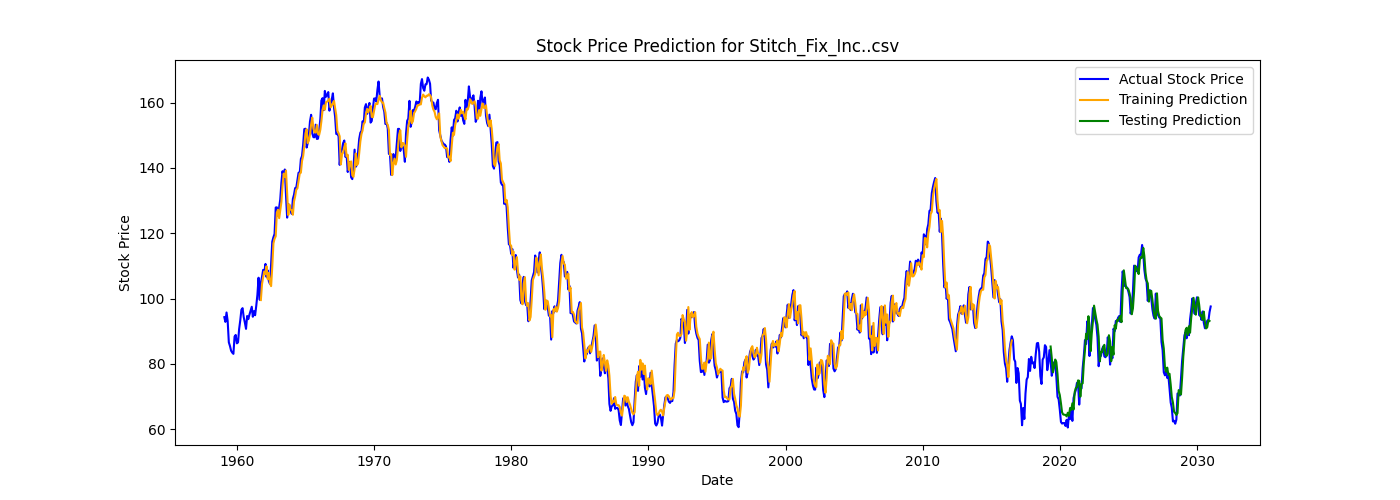 Stock Price Prediction for Stitch_Fix_Inc..csv
Actual Stock Price
Training Prediction
Testing Prediction
Stock Price
160
140
120
100
80
60
1960
1970
1980
1990
2000
2010
2020
2030
Date